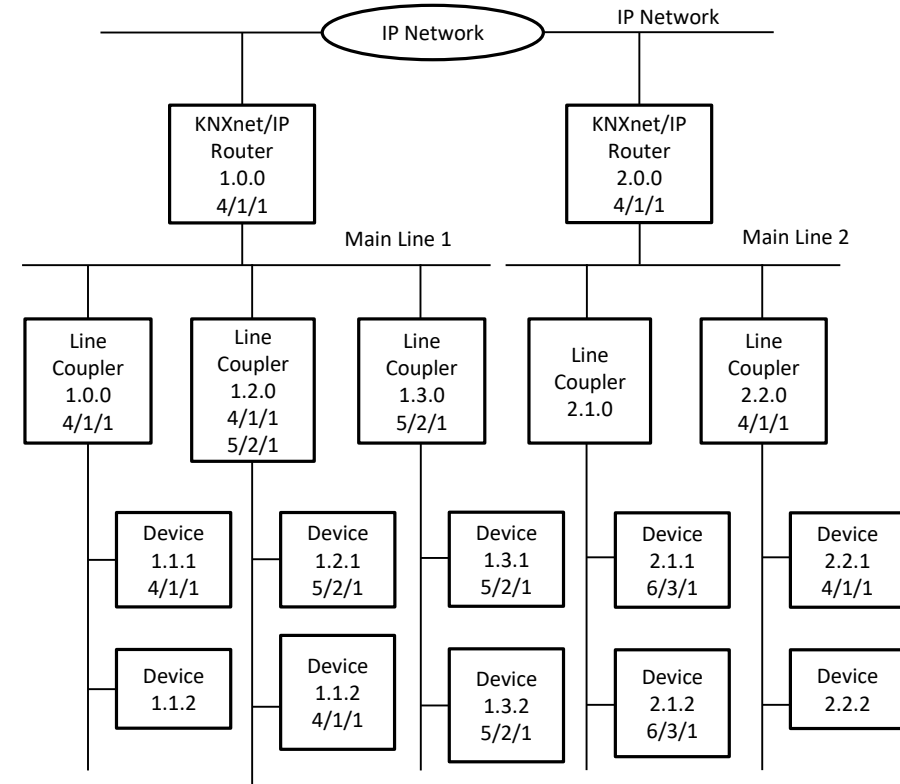 IP Network
IP Network
KNXnet/IP
Router
1.0.0
4/1/1
KNXnet/IP
Router
2.0.0
4/1/1
Main Line 1
Main Line 2
Line
Coupler
1.0.0
4/1/1
Line
Coupler
1.2.0
4/1/1
5/2/1
Line
Coupler
1.3.0
5/2/1
Line
Coupler
2.1.0
Line
Coupler
2.2.0
4/1/1
Device
1.1.1
4/1/1
Device
1.2.1
5/2/1
Device
1.3.1
5/2/1
Device
2.1.1
6/3/1
Device
2.2.1
4/1/1
Device
1.1.2
Device
1.1.2
4/1/1
Device
1.3.2
5/2/1
Device
2.1.2
6/3/1
Device
2.2.2